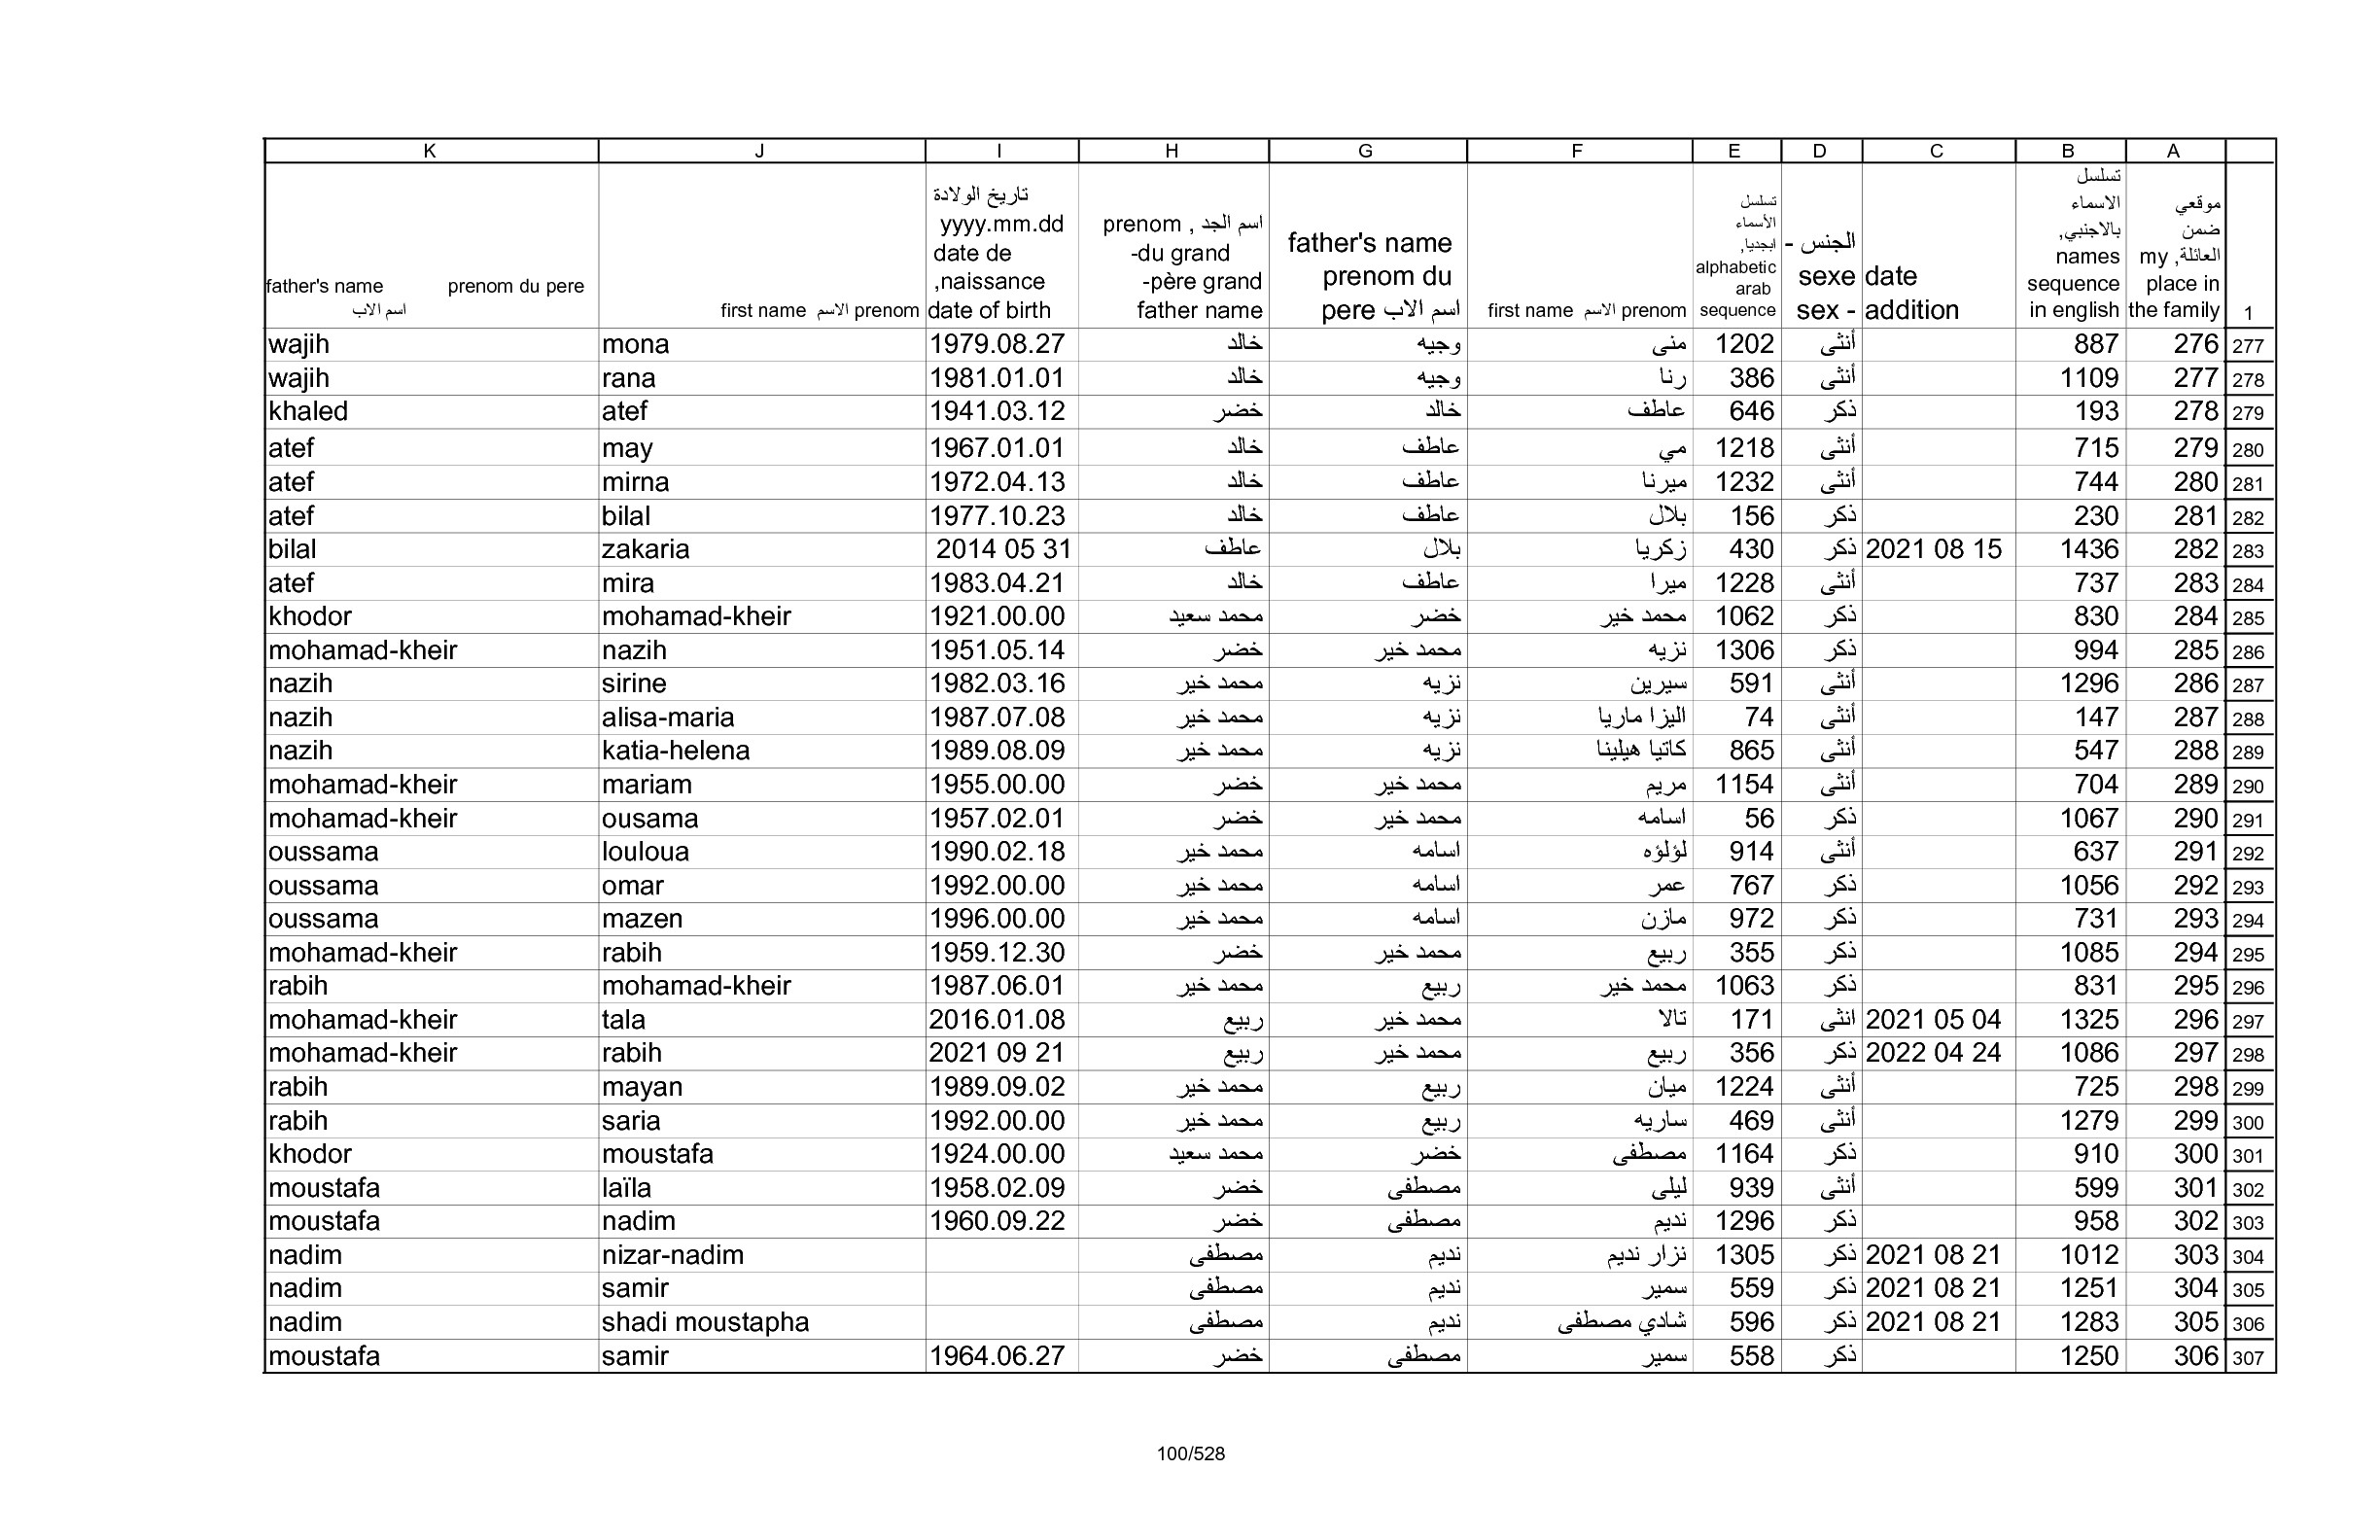 K J I H G F E D C B A
father's name prenom du pere اسم الاب
first name الاسم prenom
تاريخ الولادة yyyy.mm.dd date de naissance, date of birth
اسم الجد , prenom du grand- père grand- father name
father's name prenom du pere اسم الاب
first name الاسم prenom
تسلسل الأسماء ابجديا, alphabetic arab sequence
الجنس - sexe sex -
date addition
تسلسل الاسماء بالاجنبي, names sequence in english
موقعي ضمن العائلة, my place in the family
1
wajih mona 1979.08.27 خالد وجيه منى 1202 أنثى 887 276 277
wajih rana 1981.01.01 خالد وجيه رنا 386 أنثى 1109 277 278
khaled atef 1941.03.12 خضر خالد عاطف 646 ذكر 193 278 279
atef may 1967.01.01 خالد عاطف مي 1218 أنثى 715 279 280
atef mirna 1972.04.13 خالد عاطف ميرنا 1232 أنثى 744 280 281
atef bilal 1977.10.23 خالد عاطف بلال 156 ذكر 230 281 282
bilal zakaria 2014 05 31 عاطف بلال زكريا 430 ذكر 2021 08 15 1436 282 283
atef mira 1983.04.21 خالد عاطف ميرا 1228 أنثى 737 283 284
khodor mohamad-kheir 1921.00.00 محمد سعيد خضر محمد خير 1062 ذكر 830 284 285
mohamad-kheir nazih 1951.05.14 خضر محمد خير نزيه 1306 ذكر 994 285 286
nazih sirine 1982.03.16 محمد خير نزيه سيرين 591 أنثى 1296 286 287
nazih alisa-maria 1987.07.08 محمد خير نزيه اليزا ماريا 74 أنثى 147 287 288
nazih katia-helena 1989.08.09 محمد خير نزيه كاتيا هيلينا 865 أنثى 547 288 289
mohamad-kheir mariam 1955.00.00 خضر محمد خير مريم 1154 أنثى 704 289 290
mohamad-kheir ousama 1957.02.01 خضر محمد خير اسامه 56 ذكر 1067 290 291
oussama louloua 1990.02.18 محمد خير اسامه لؤلؤه 914 أنثى 637 291 292
oussama omar 1992.00.00 محمد خير اسامه عمر 767 ذكر 1056 292 293
oussama mazen 1996.00.00 محمد خير اسامه مازن 972 ذكر 731 293 294
mohamad-kheir rabih 1959.12.30 خضر محمد خير ربيع 355 ذكر 1085 294 295
rabih mohamad-kheir 1987.06.01 محمد خير ربيع محمد خير 1063 ذكر 831 295 296
mohamad-kheir tala 2016.01.08 ربيع محمد خير تالا 171 انثى 2021 05 04 1325 296 297
mohamad-kheir rabih 2021 09 21 ربيع محمد خير ربيع 356 ذكر 2022 04 24 1086 297 298
rabih mayan 1989.09.02 محمد خير ربيع ميان 1224 أنثى 725 298 299
rabih saria 1992.00.00 محمد خير ربيع ساريه 469 أنثى 1279 299 300
khodor moustafa 1924.00.00 محمد سعيد خضر مصطفى 1164 ذكر 910 300 301
moustafa laïla 1958.02.09 خضر مصطفى ليلى 939 أنثى 599 301 302
moustafa nadim 1960.09.22 خضر مصطفى نديم 1296 ذكر 958 302 303
nadim nizar-nadim مصطفى نديم نزار نديم 1305 ذكر 2021 08 21 1012 303 304
nadim samir مصطفى نديم سمير 559 ذكر 2021 08 21 1251 304 305
nadim shadi moustapha مصطفى نديم شادي مصطفى 596 ذكر 2021 08 21 1283 305 306
moustafa samir 1964.06.27 خضر مصطفى سمير 558 ذكر 1250 306 307
100/528